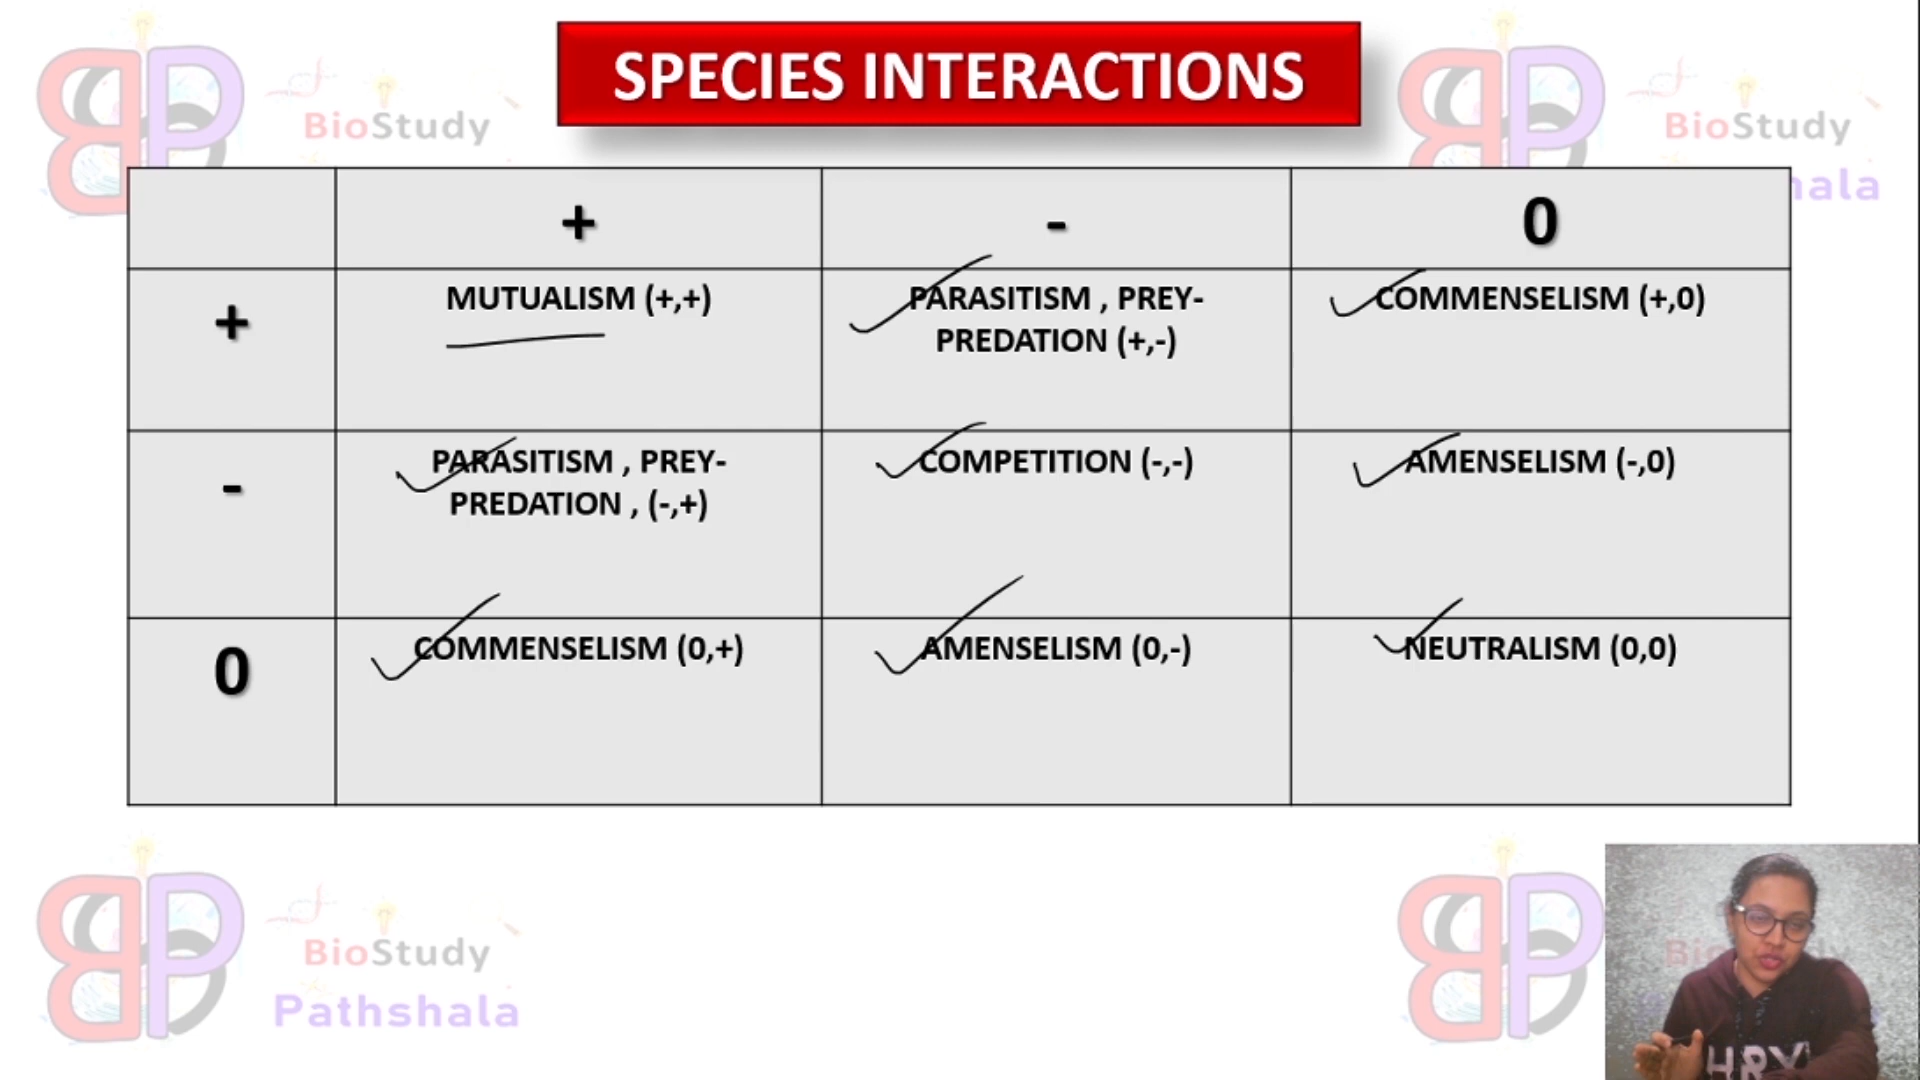 SPECIES INTERACTIONS
BioStudy
BioStudy
hala
+ - 0
+ MUTUALISM (+,+) PARASITISM , PREY- COMMENSELISM (+,0)
PREDATION (+,-)
- PARASITISM , PREY- COMPETITION (-,-) AMENSELISM (-,0)
PREDATION , (-,+)
0 COMMENSELISM (0,+) AMENSELISM (0,-) NEUTRALISM (0,0)
BioStudy
Pathshala